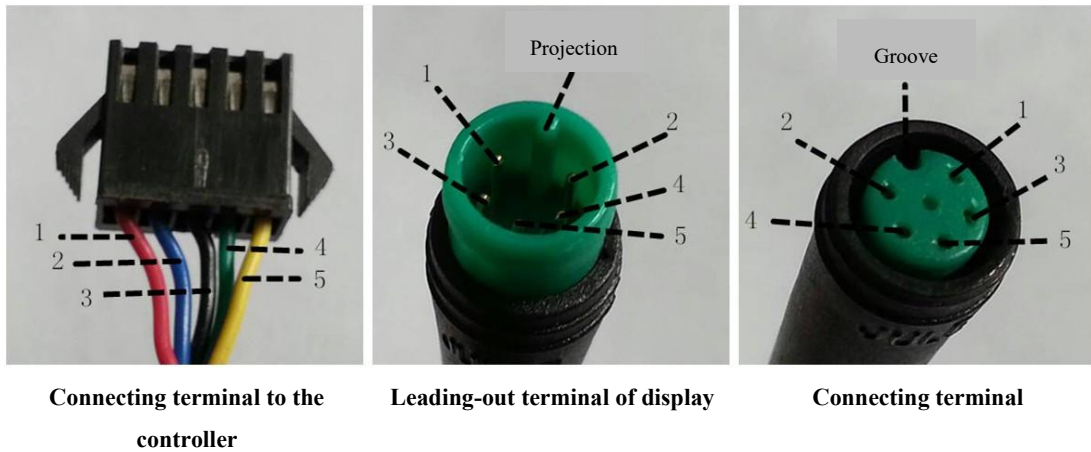 1
2
3
4
5
Connecting terminal to the
controller
Projection
1
2
3
4
5
Leading-out terminal of display
Groove
1
2
3
4
5
Connecting terminal